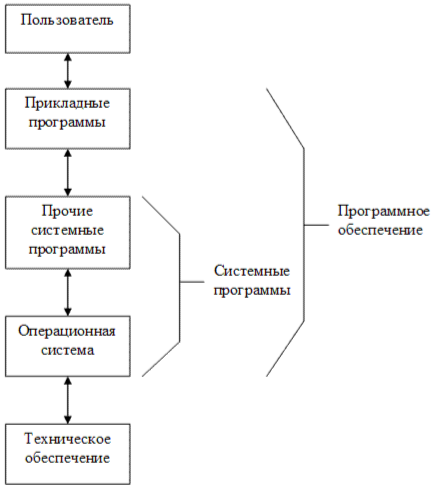 Пользователь
Прикладные
программы
Прочие
системные
программы
Системные
программы
Программное
обеспечение
Операционная
система
Техническое
обеспечение